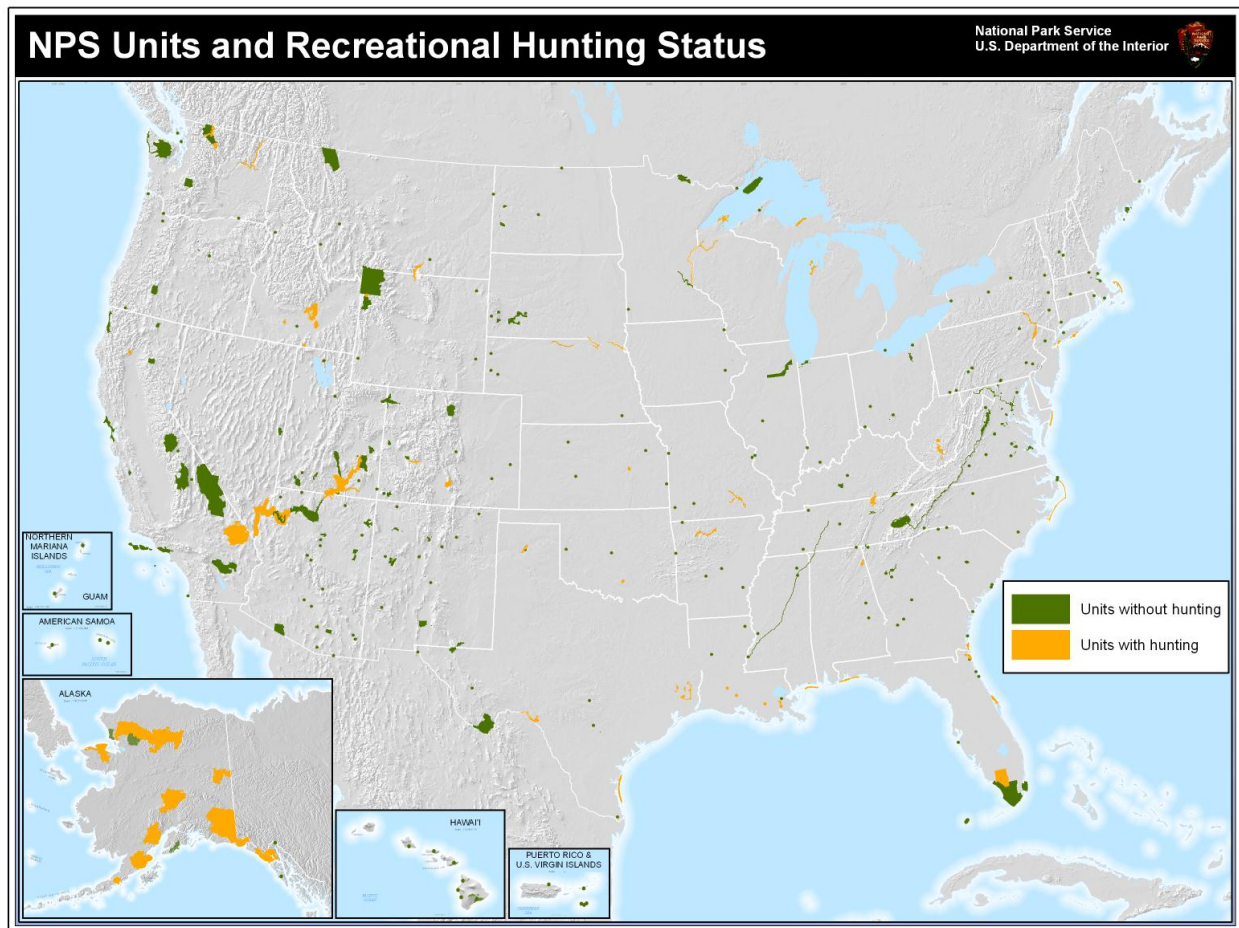 NPS Units and Recreational Hunting Status
National Park Service
U.S. Department of the Interior
NORTHERN
MARIANA
ISLANDS
GUAM
AMERICAN SAMOA
ALASKA
HAWAI'I
PUERTO RICO &
U.S. VIRGIN ISLANDS
Units without hunting
Units with hunting